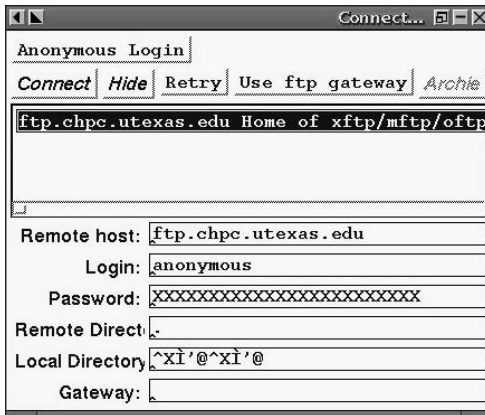 Connect...
Anonymous Login
Connect Hide Retry Use ftp gateway Archie
ftp.chpc.utexas.edu Home of xftp/mftp/oftp
Remote host: ftp.chpc.utexas.edu
Login: anonymous
Password: XXXXXXXXXXXXXXXXXXXXXXXX
Remote Direct .
Local Directory ^XÌ'@^XÌ'@
Gateway: